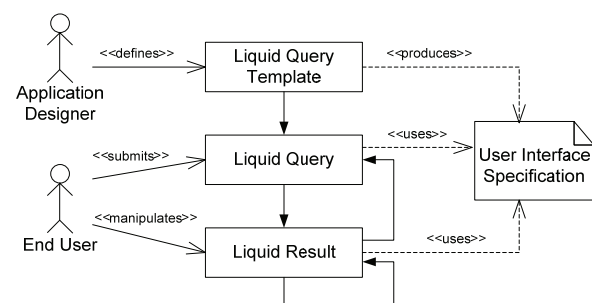 <<defines>>
Liquid Query
Template
<<produces>>
Application
Designer
<<submits>>
Liquid Query
<<uses>>
User Interface
Specification
<<manipulates>>
End User
Liquid Result
<<uses>>